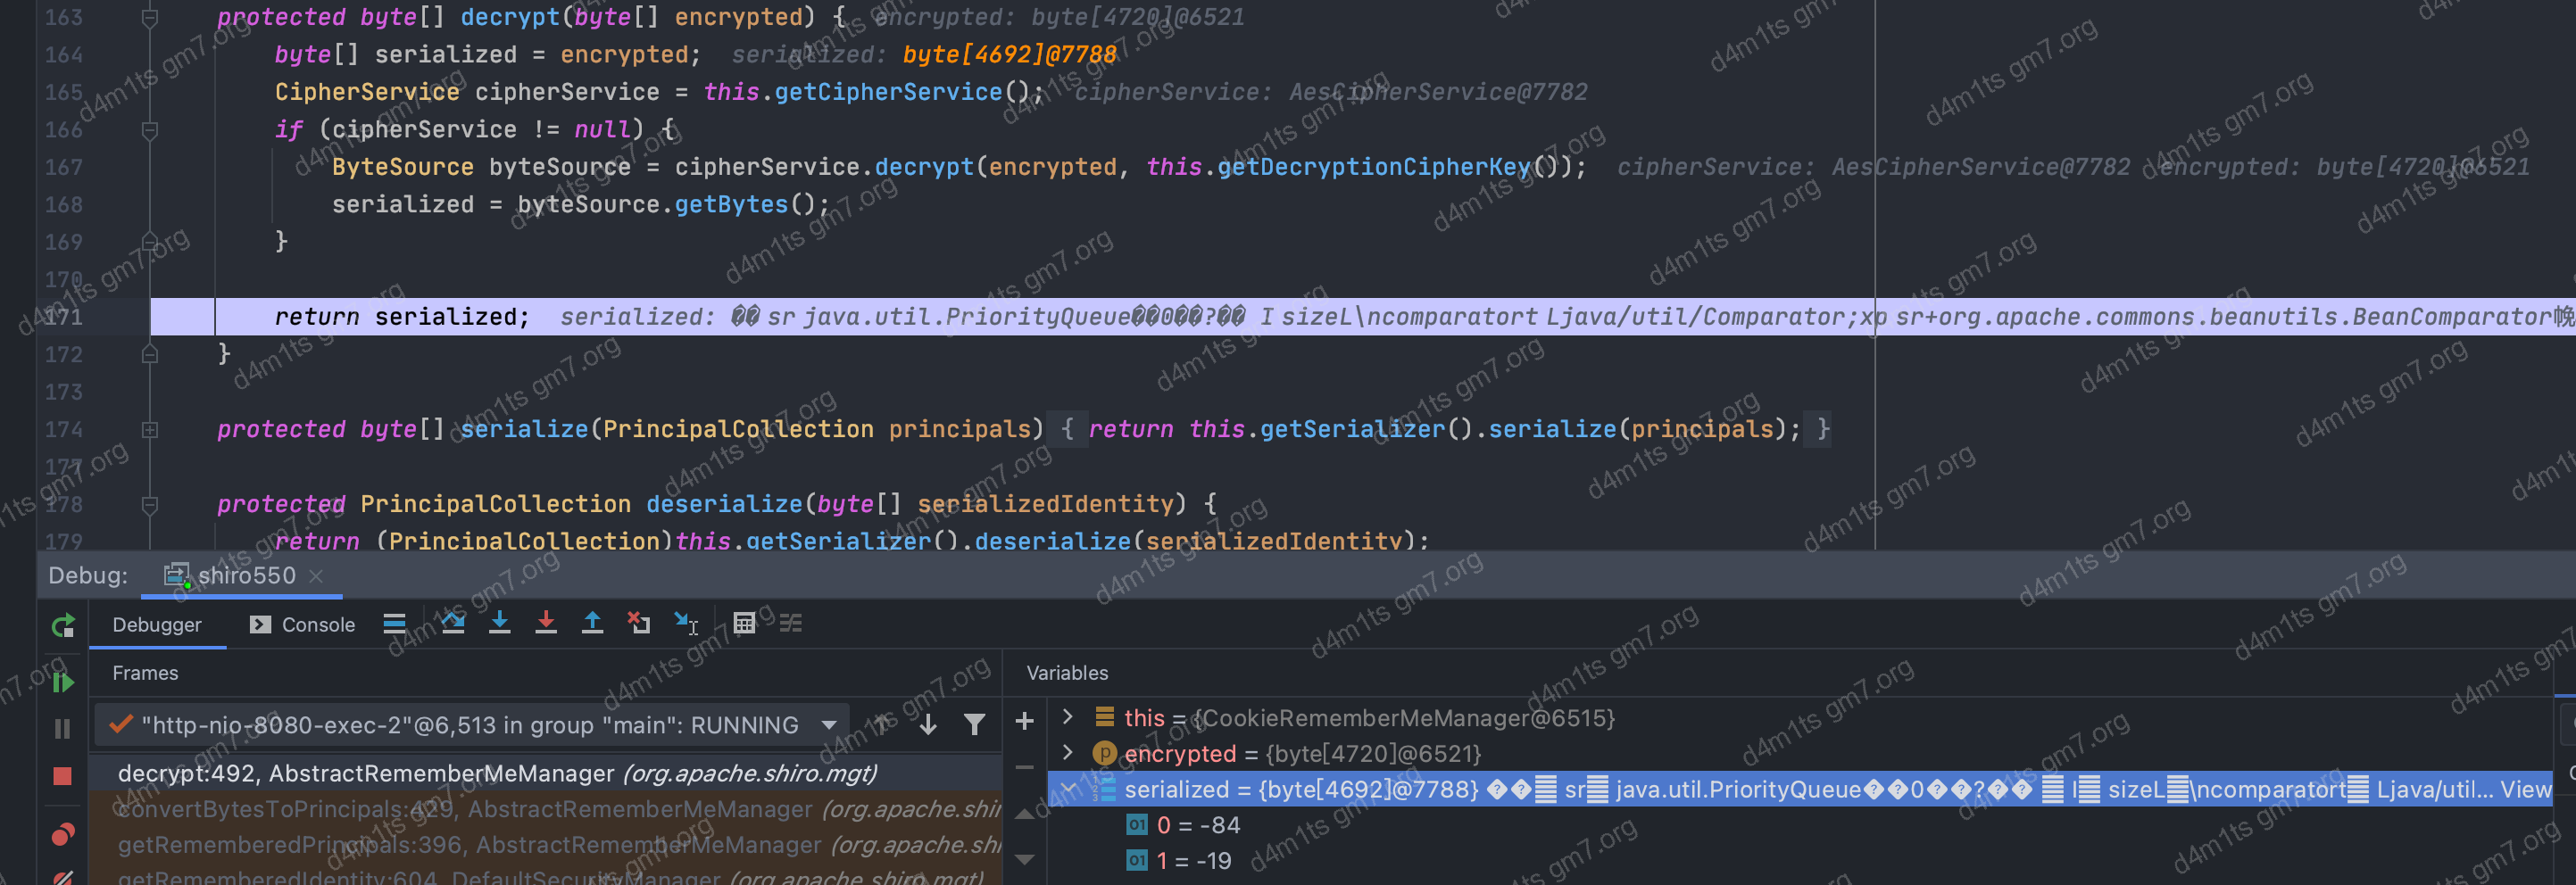 163 protected byte[] decrypt(byte[] encrypted) { encrypted: byte[4720]@6521
164 byte[] serialized = encrypted; serialized: byte[4692]@7788
165 CipherService cipherService = this.getCipherService(); cipherService: AesCipherService@7782
166 if (cipherService != null) {
167 ByteSource byteSource = cipherService.decrypt(encrypted, this.getDecryptionCipherKey()); cipherService: AesCipherService@7782 encrypted: byte[4720]@6521
168 serialized = byteSource.getBytes();
169 }
170
171 return serialized; serialized: �� sr java.util.PriorityQueue��0��?�� I sizeL\ncomparatort Ljava/util/Comparator;xp sr+org.apache.commons.beanutils.BeanComparator
172 }
173
174 protected byte[] serialize(PrincipalCollection principals) { return this.getSerializer().serialize(principals); }
177
178 protected PrincipalCollection deserialize(byte[] serializedIdentity) {
179 return (PrincipalCollection)this.getSerializer().deserialize(serializedIdentity);
Debug: shiro550
Debugger Console
Frames Variables
"http-nio-8080-exec-2"@6,513 in group "main": RUNNING
decrypt:492, AbstractRememberMeManager (org.apache.shiro.mgt)
convertBytesToPrincipals:429, AbstractRememberMeManager (org.apache.shir
getRememberedPrincipals:396, AbstractRememberMeManager (org.apache.shi
getRememberedIdentity:604, DefaultSecurityManager (org.apache.shiro.mgt)
this = {CookieRememberMeManager@6515}
encrypted = {byte[4720]@6521}
serialized = {byte[4692]@7788} �� sr java.util.PriorityQueue��0��?�� I sizeL\ncomparatort Ljava/util... View
0 = -84
1 = -19
d4m1ts gm7.org